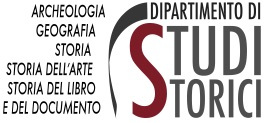 ARCHEOLOGIA
GEOGRAFIA
STORIA
STORIA DELL'ARTE
STORIA DEL LIBRO
E DEL DOCUMENTO
DIPARTIMENTO DI
STUDI
STORICI